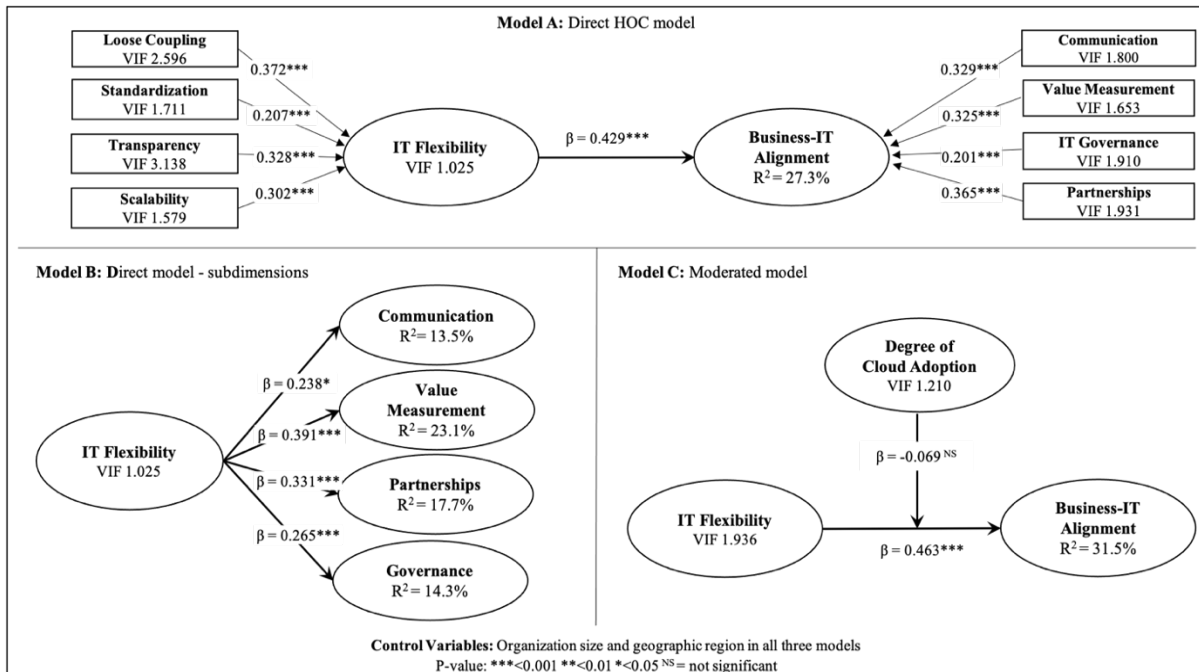 Model A: Direct HOC model
Loose Coupling
VIF 2.596
Standardization
VIF 1.711
Transparency
VIF 3.138
Scalability
VIF 1.579
0.372***
0.207***
0.328***
0.302***
IT Flexibility
VIF 1.025
β = 0.429***
Business-IT
Alignment
R² = 27.3%
0.329***
0.325***
0.201***
0.365***
Communication
VIF 1.800
Value Measurement
VIF 1.653
IT Governance
VIF 1.910
Partnerships
VIF 1.931
Model B: Direct model - subdimensions
IT Flexibility
VIF 1.025
β = 0.238*
β = 0.391***
β = 0.331***
β = 0.265***
Communication
R² = 13.5%
Value
Measurement
R² = 23.1%
Partnerships
R² = 17.7%
Governance
R² = 14.3%
Model C: Moderated model
Degree of
Cloud Adoption
VIF 1.210
β = -0.069 NS
IT Flexibility
VIF 1.936
β = 0.463***
Business-IT
Alignment
R² = 31.5%
Control Variables: Organization size and geographic region in all three models
P-value: ***<0.001 **<0.01 *<0.05 NS = not significant